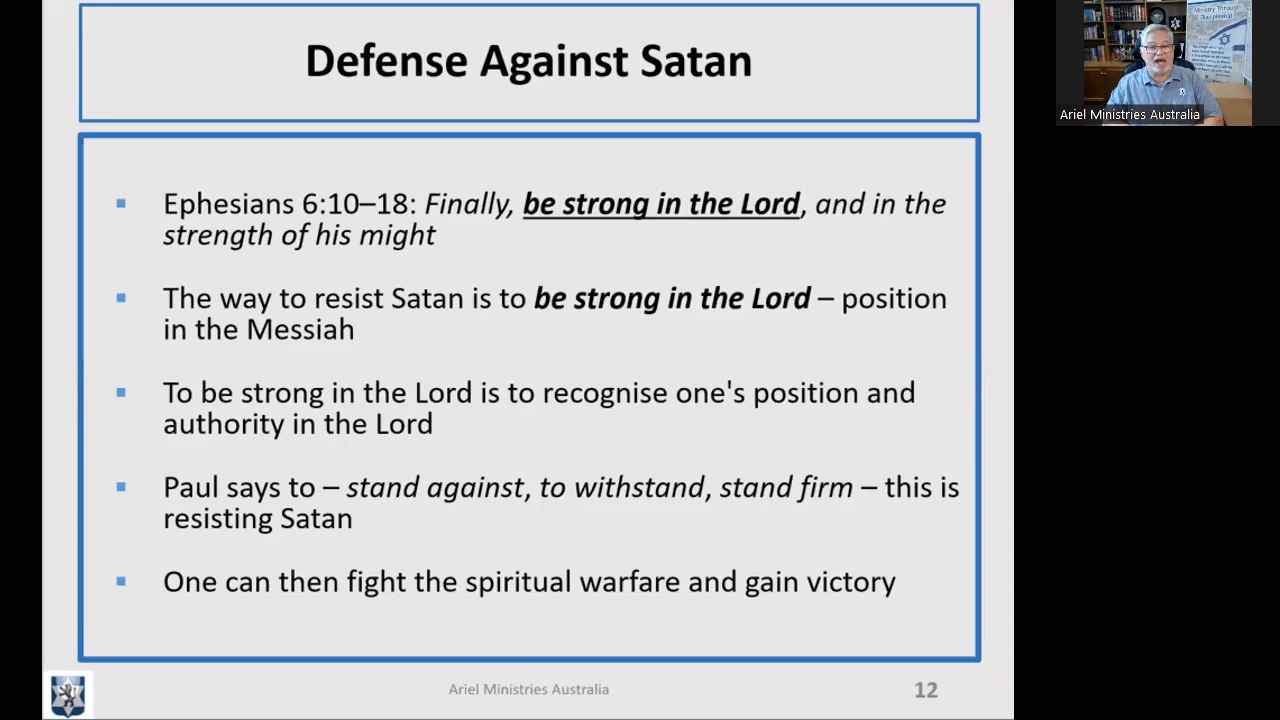 Defense Against Satan
Ephesians 6:10–18: Finally, be strong in the Lord, and in the
strength of his might
The way to resist Satan is to be strong in the Lord – position
in the Messiah
To be strong in the Lord is to recognise one's position and
authority in the Lord
Paul says to – stand against, to withstand, stand firm – this is
resisting Satan
One can then fight the spiritual warfare and gain victory
Ariel Ministries Australia
12
Ministry Through
Discipleship
Ariel Ministries Australia